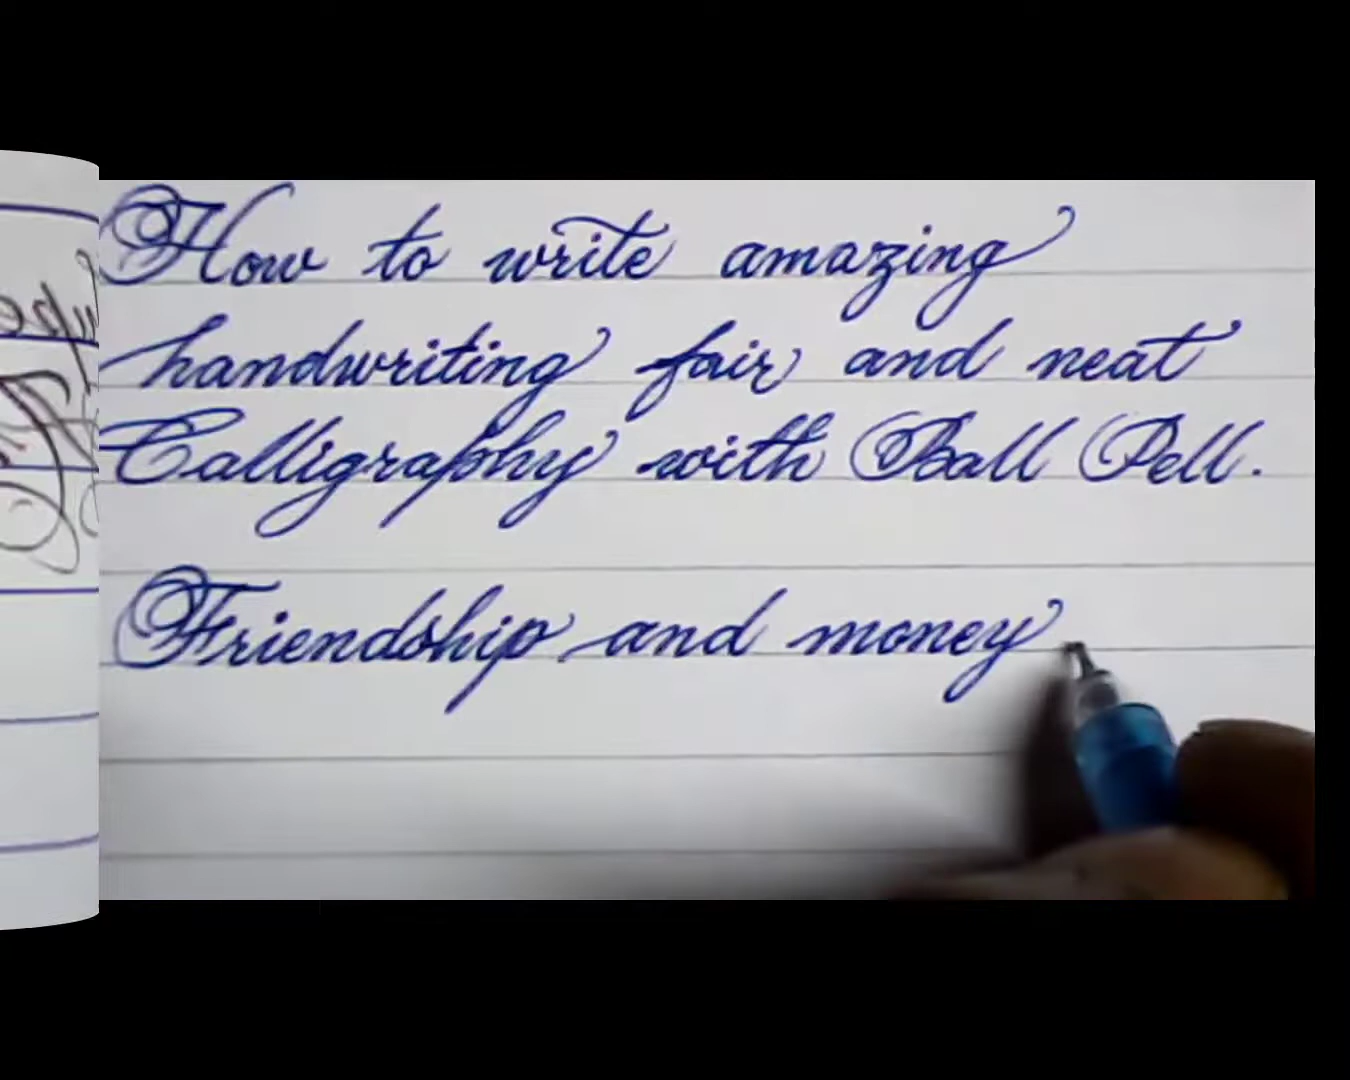 How to write amazing
handwriting fair and neat
Calligraphy with Ball Pell.
Friendship and money